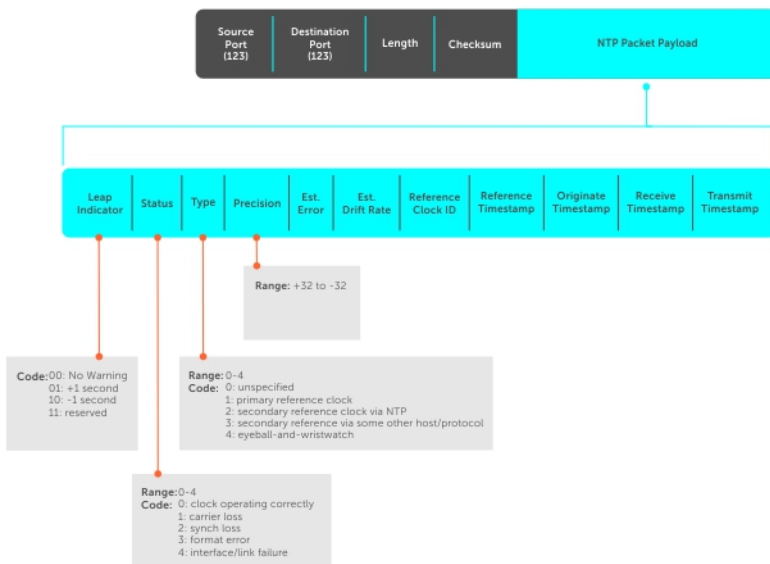 Source
Port
(123)
Destination
Port
(123)
Length
Checksum
NTP Packet Payload
Leap
Indicator
Status
Type
Precision
Est.
Error
Est.
Drift Rate
Reference
Clock ID
Reference
Timestamp
Originate
Timestamp
Receive
Timestamp
Transmit
Timestamp
Range: +32 to -32
Code: 00: No Warning
01: +1 second
10: -1 second
11: reserved
Range: 0-4
Code: 0: unspecified
1: primary reference clock
2: secondary reference clock via NTP
3: secondary reference via some other host/protocol
4: eyeball-and-wristwatch
Range: 0-4
Code: 0: clock operating correctly
1: carrier loss
2: synch loss
3: format error
4: interface/link failure